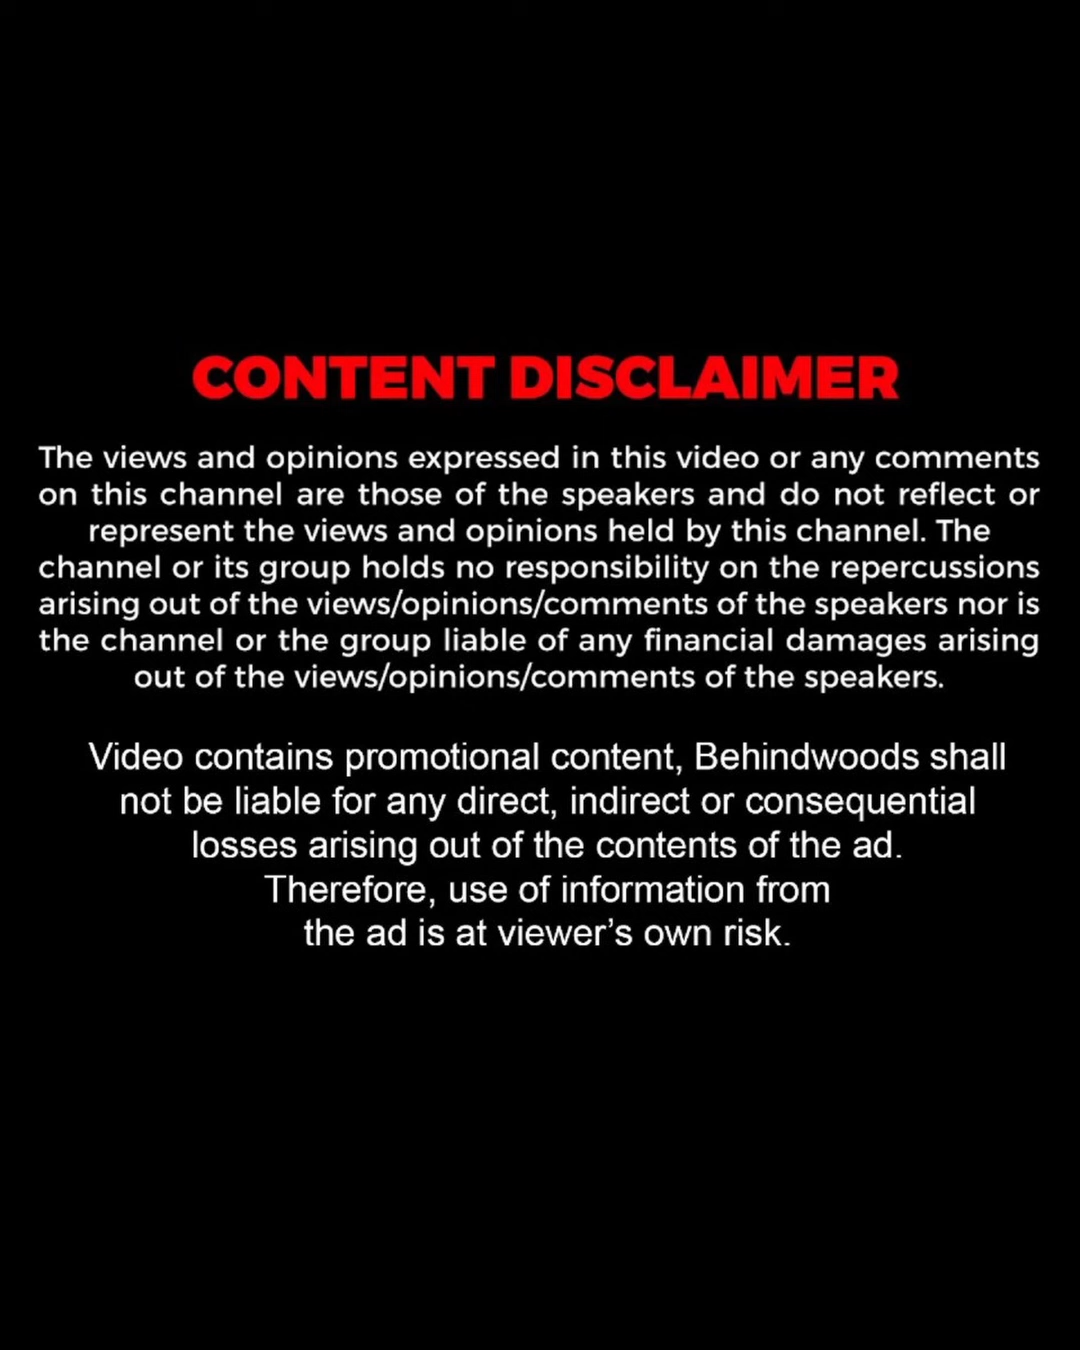 CONTENT DISCLAIMER
The views and opinions expressed in this video or any comments
on this channel are those of the speakers and do not reflect or
represent the views and opinions held by this channel. The
channel or its group holds no responsibility on the repercussions
arising out of the views/opinions/comments of the speakers nor is
the channel or the group liable of any financial damages arising
out of the views/opinions/comments of the speakers.
Video contains promotional content, Behindwoods shall
not be liable for any direct, indirect or consequential
losses arising out of the contents of the ad.
Therefore, use of information from
the ad is at viewer’s own risk.